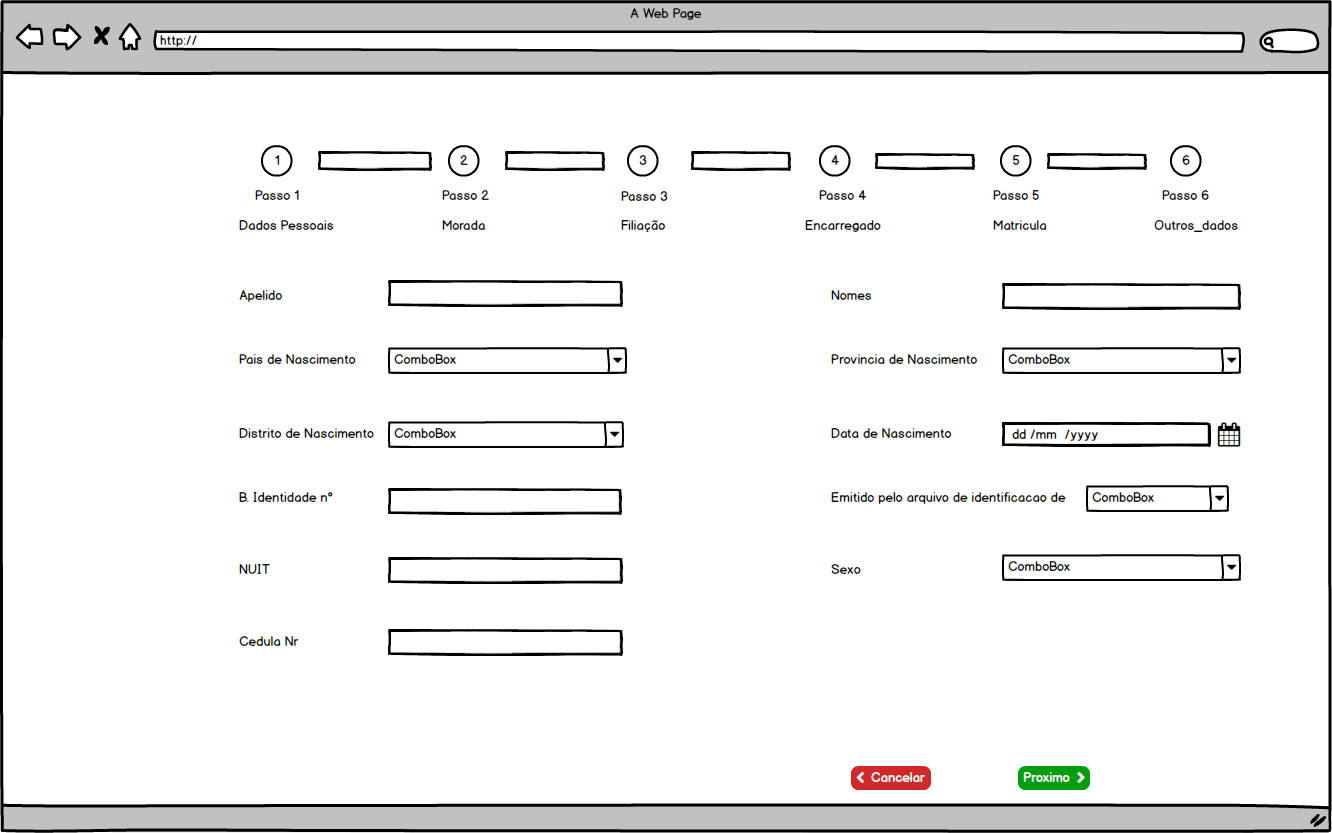 A Web Page
http://
1 2 3 4 5 6
Passo 1 Passo 2 Passo 3 Passo 4 Passo 5 Passo 6
Dados Pessoais Morada Filiação Encarregado Matricula Outros_dados
Apelido Nomes
Pais de Nascimento ComboBox Provincia de Nascimento ComboBox
Distrito de Nascimento ComboBox Data de Nascimento dd /mm /yyyy
B. Identidade nº Emitido pelo arquivo de identificacao de ComboBox
NUIT Sexo ComboBox
Cedula Nr
Cancelar Proximo